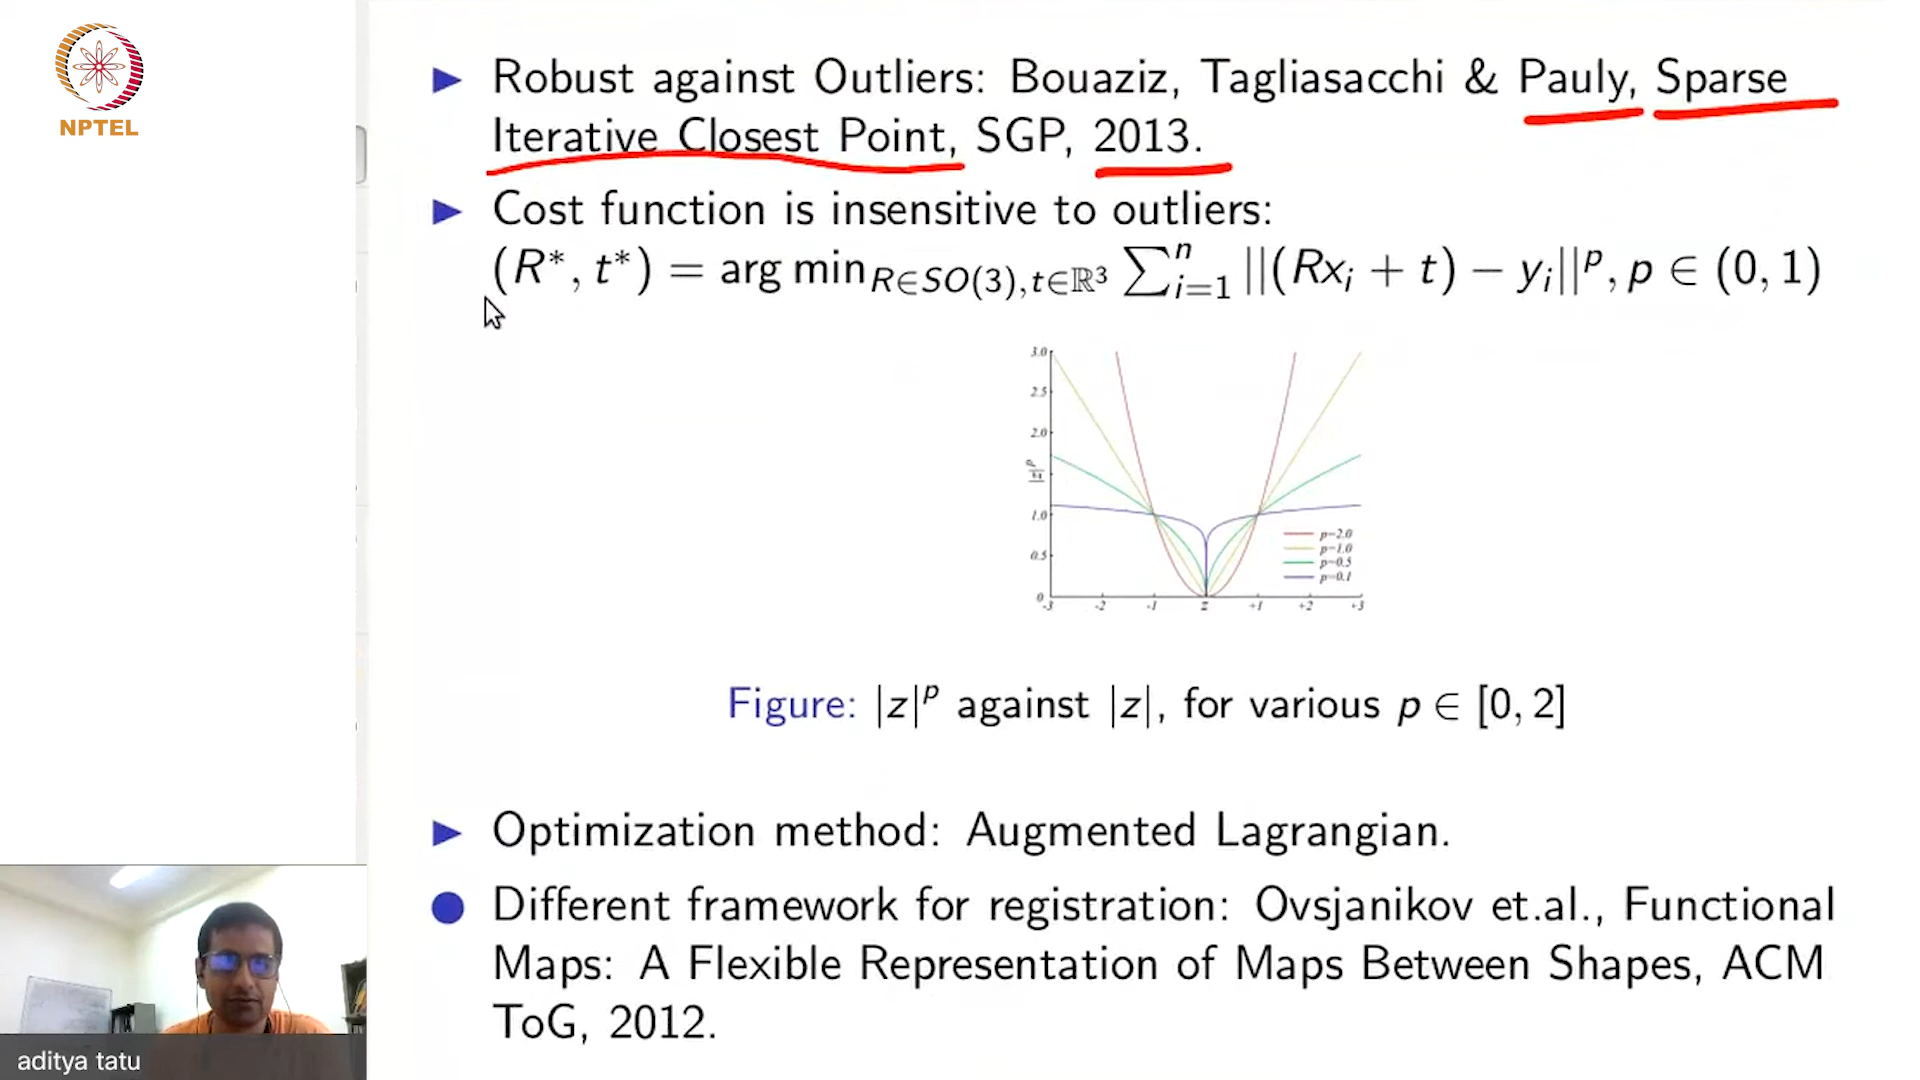 NPTEL
▶ Robust against Outliers: Bouaziz, Tagliasacchi & Pauly, Sparse
Iterative Closest Point, SGP, 2013.
▶ Cost function is insensitive to outliers:
(R*, t*) = arg min_{R∈SO(3),t∈ℝ³} ∑ⁿ_{i=1} ||(Rx_i + t) − y_i||ᵖ, p ∈ (0, 1)
3.0
2.5
2.0
|z|ᵖ
1.0
0.5
0
p=2.0
p=1.0
p=0.5
p=0.1
-3 -2 -1 z +1 +2 +3
Figure: |z|ᵖ against |z|, for various p ∈ [0, 2]
▶ Optimization method: Augmented Lagrangian.
● Different framework for registration: Ovsjanikov et.al., Functional
Maps: A Flexible Representation of Maps Between Shapes, ACM
ToG, 2012.
aditya tatu